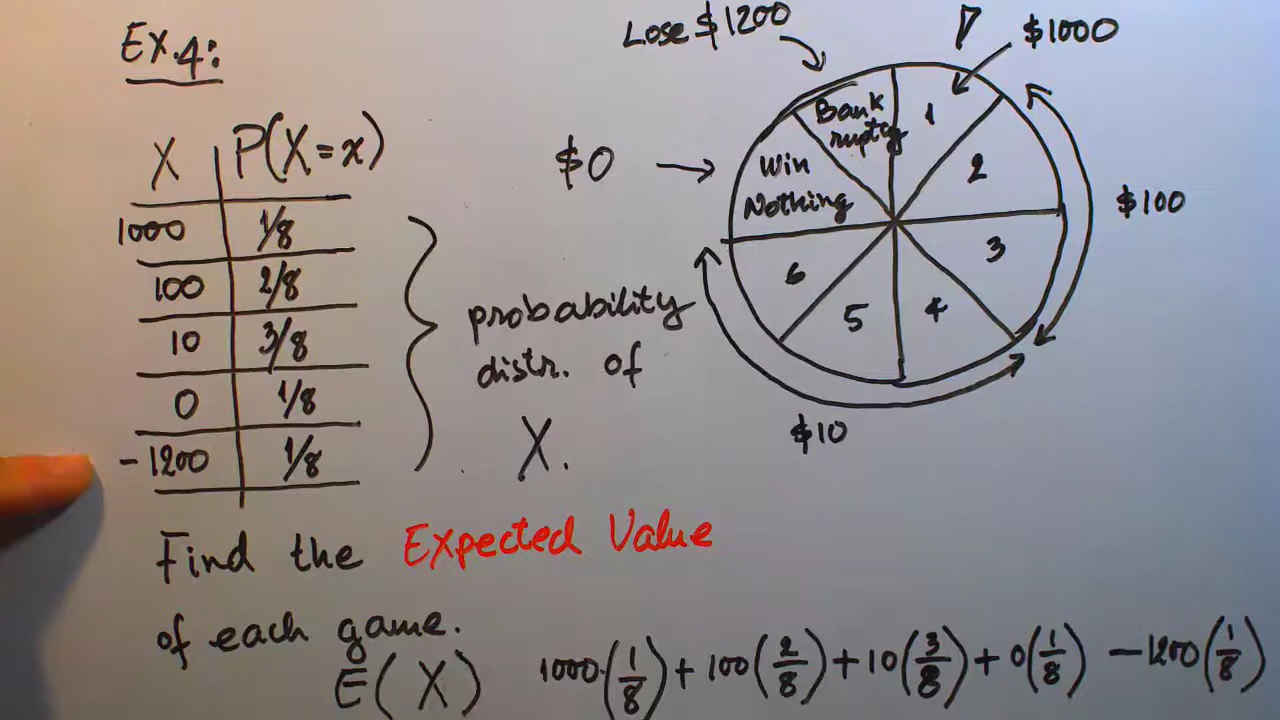 Ex.4:
X P(X=x)
1000 1/8
100 2/8
10 3/8
0 1/8
-1200 1/8
probability
distr. of
X.
Lose $1200
$1000
$0
$100
$10
Bank
ruptcy
1
Win
Nothing
2
3
4
5
6
Find the Expected Value
of each game.
E(X) 1000·(1/8) + 100(2/8) + 10(3/8) + 0(1/8) - 1200(1/8)